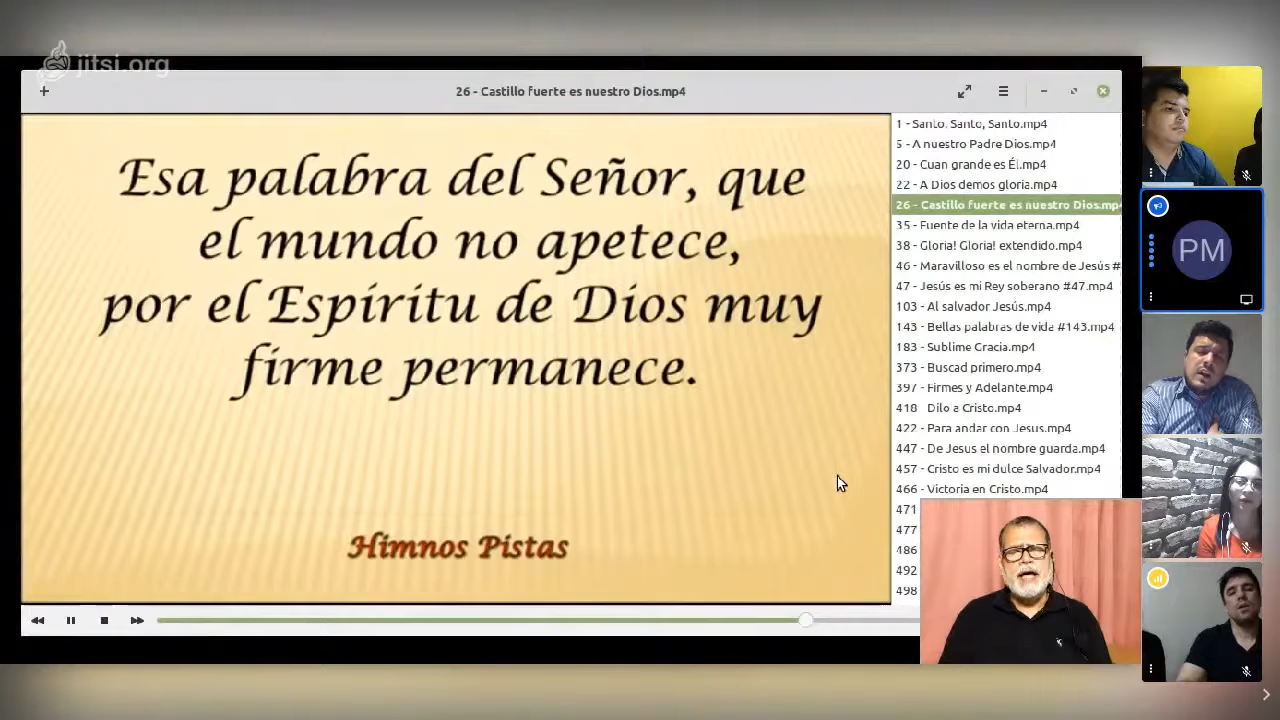 jitsi.org
26 - Castillo fuerte es nuestro Dios.mp4
Esa palabra del Señor, que
el mundo no apetece,
por el Espíritu de Dios muy
firme permanece.
Himnos Pistas
1 - Santo, Santo, Santo.mp4
5 - A nuestro Padre Dios.mp4
20 - Cuan grande es Él.mp4
22 - A Dios demos gloria.mp4
26 - Castillo fuerte es nuestro Dios.mp4
35 - Fuente de la vida eterna.mp4
38 - Gloria! Gloria! extendido.mp4
46 - Maravilloso es el nombre de Jesús #
47 - Jesús es mi Rey soberano #47.mp4
103 - Al salvador Jesús.mp4
143 - Bellas palabras de vida #143.mp4
183 - Sublime Gracia.mp4
373 - Buscad primero.mp4
397 - Firmes y Adelante.mp4
418 - Dilo a Cristo.mp4
422 - Para andar con Jesus.mp4
447 - De Jesus el nombre guarda.mp4
457 - Cristo es mi dulce Salvador.mp4
466 - Victoria en Cristo.mp4
471
477
486
492
498
PM